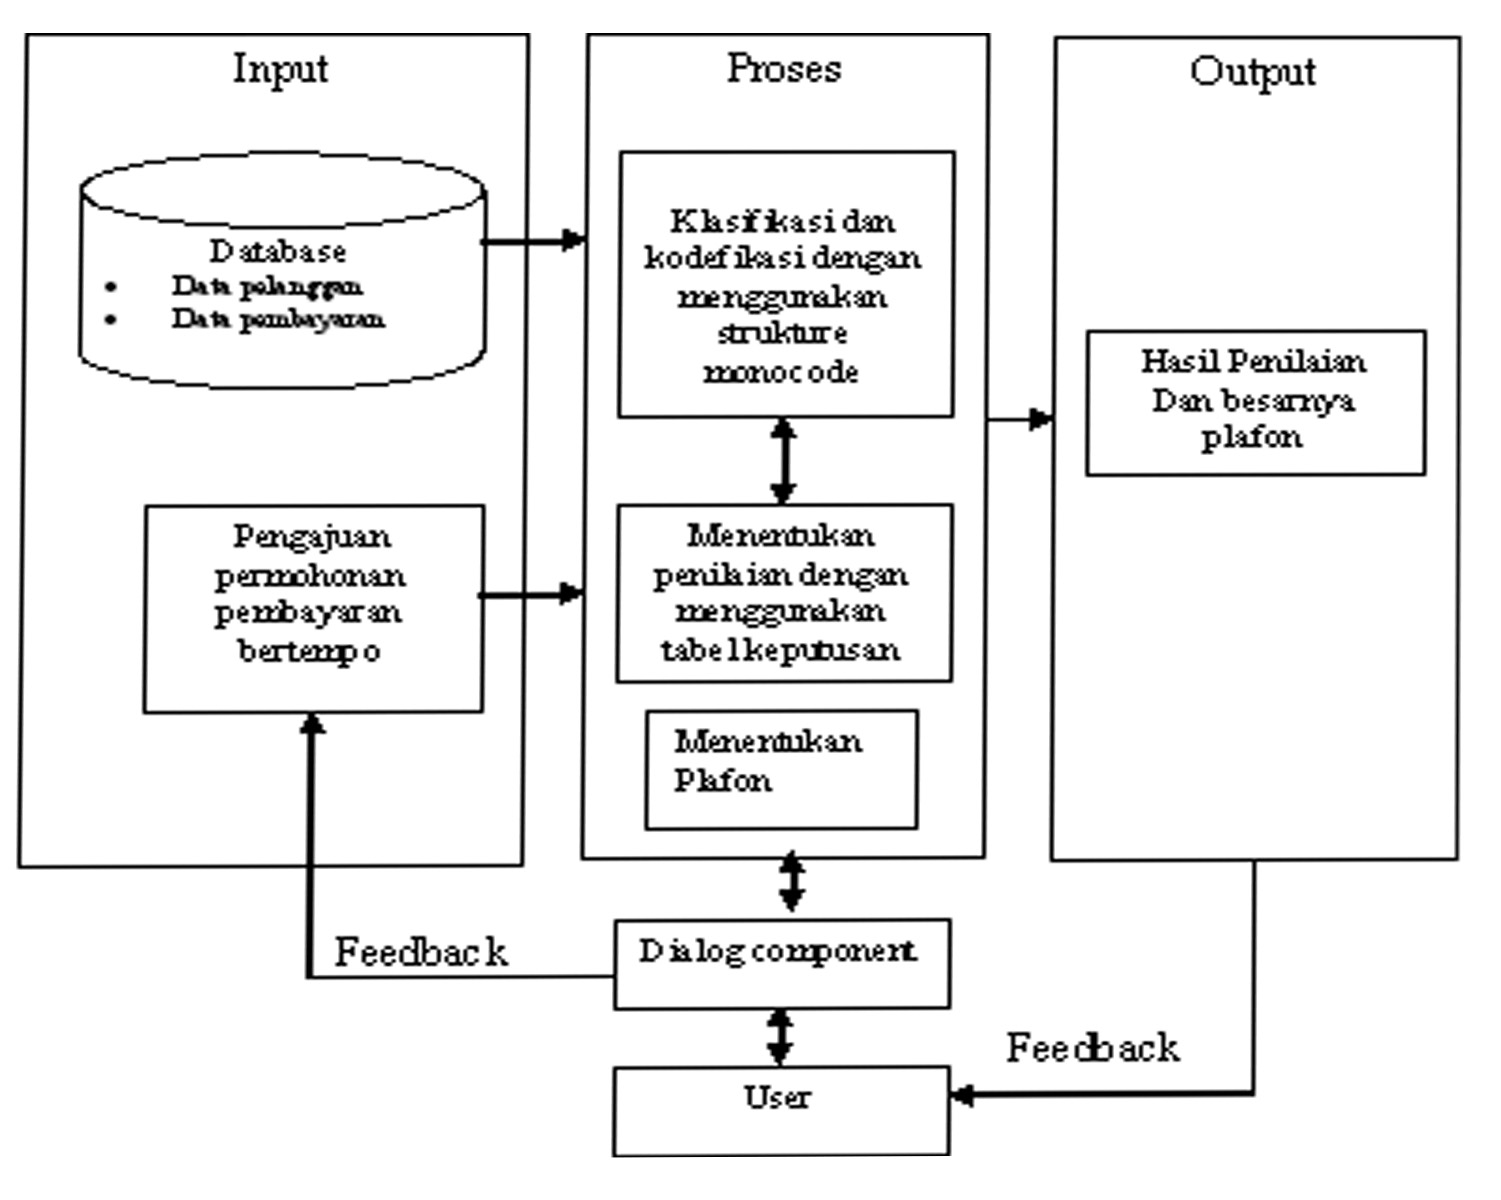 Input
Database
• Data pelanggan
• Data pembayaran
Pengajuan
permohonan
pembayaran
bertempo
Proses
Klasifikasi dan
kodefikasi dengan
menggunakan
strukture
monocode
Menentukan
penilaian dengan
menggunakan
tabel keputusan
Menentukan
Plafon
Output
Hasil Penilaian
Dan besarnya
plafon
Feedback
Dialog component
Feedback
User